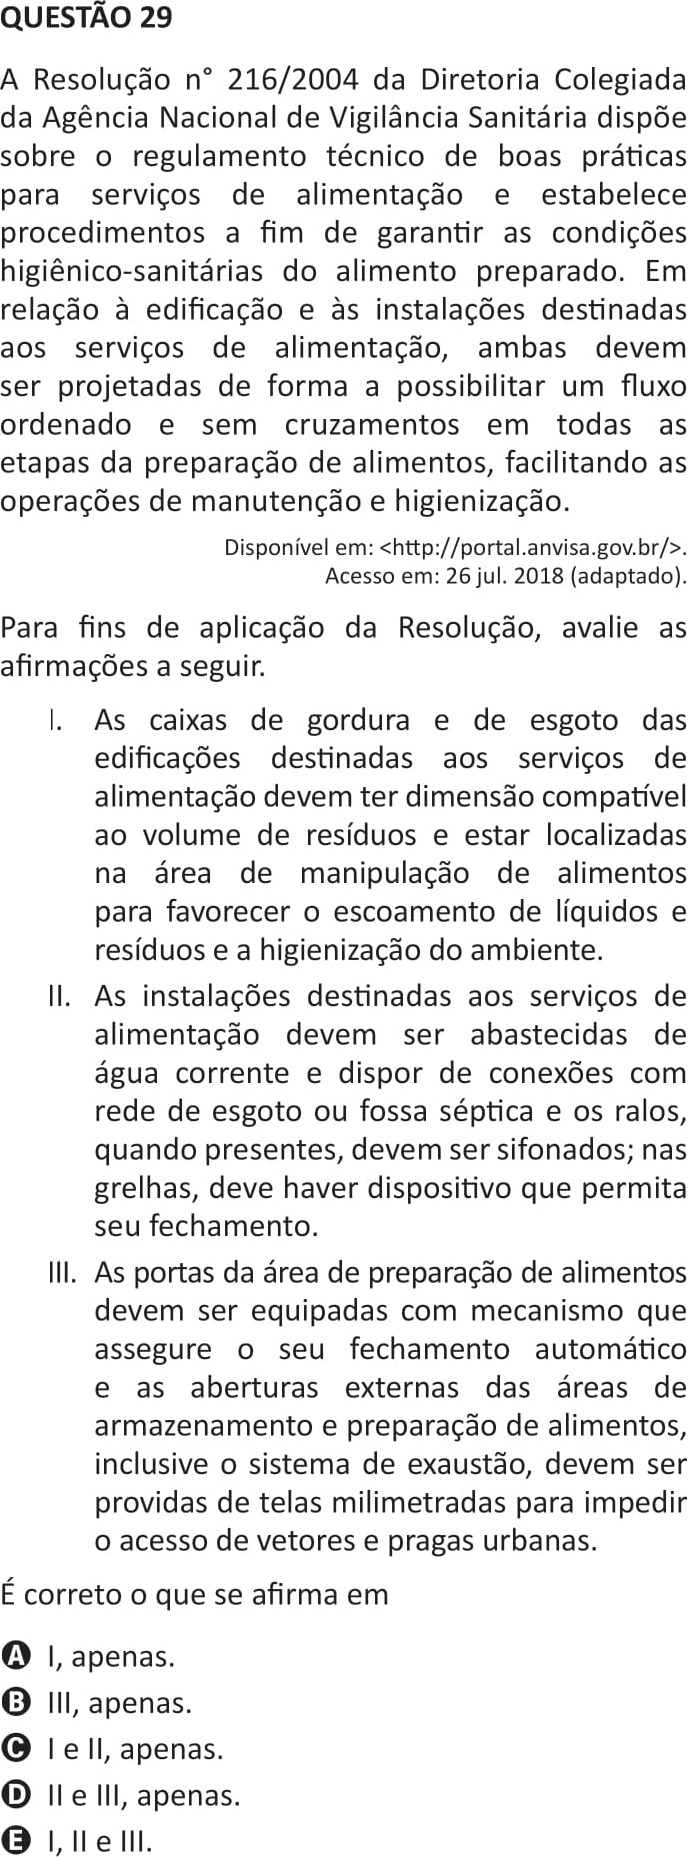 QUESTÃO 29
A Resolução n° 216/2004 da Diretoria Colegiada
da Agência Nacional de Vigilância Sanitária dispõe
sobre o regulamento técnico de boas práticas
para serviços de alimentação e estabelece
procedimentos a fim de garantir as condições
higiênico-sanitárias do alimento preparado. Em
relação à edificação e às instalações destinadas
aos serviços de alimentação, ambas devem
ser projetadas de forma a possibilitar um fluxo
ordenado e sem cruzamentos em todas as
etapas da preparação de alimentos, facilitando as
operações de manutenção e higienização.
Disponível em: <http://portal.anvisa.gov.br/>.
Acesso em: 26 jul. 2018 (adaptado).
Para fins de aplicação da Resolução, avalie as
afirmações a seguir.
I. As caixas de gordura e de esgoto das
edificações destinadas aos serviços de
alimentação devem ter dimensão compatível
ao volume de resíduos e estar localizadas
na área de manipulação de alimentos
para favorecer o escoamento de líquidos e
resíduos e a higienização do ambiente.
II. As instalações destinadas aos serviços de
alimentação devem ser abastecidas de
água corrente e dispor de conexões com
rede de esgoto ou fossa séptica e os ralos,
quando presentes, devem ser sifonados; nas
grelhas, deve haver dispositivo que permita
seu fechamento.
III. As portas da área de preparação de alimentos
devem ser equipadas com mecanismo que
assegure o seu fechamento automático
e as aberturas externas das áreas de
armazenamento e preparação de alimentos,
inclusive o sistema de exaustão, devem ser
providas de telas milimetradas para impedir
o acesso de vetores e pragas urbanas.
É correto o que se afirma em
A I, apenas.
B III, apenas.
C I e II, apenas.
D II e III, apenas.
E I, II e III.